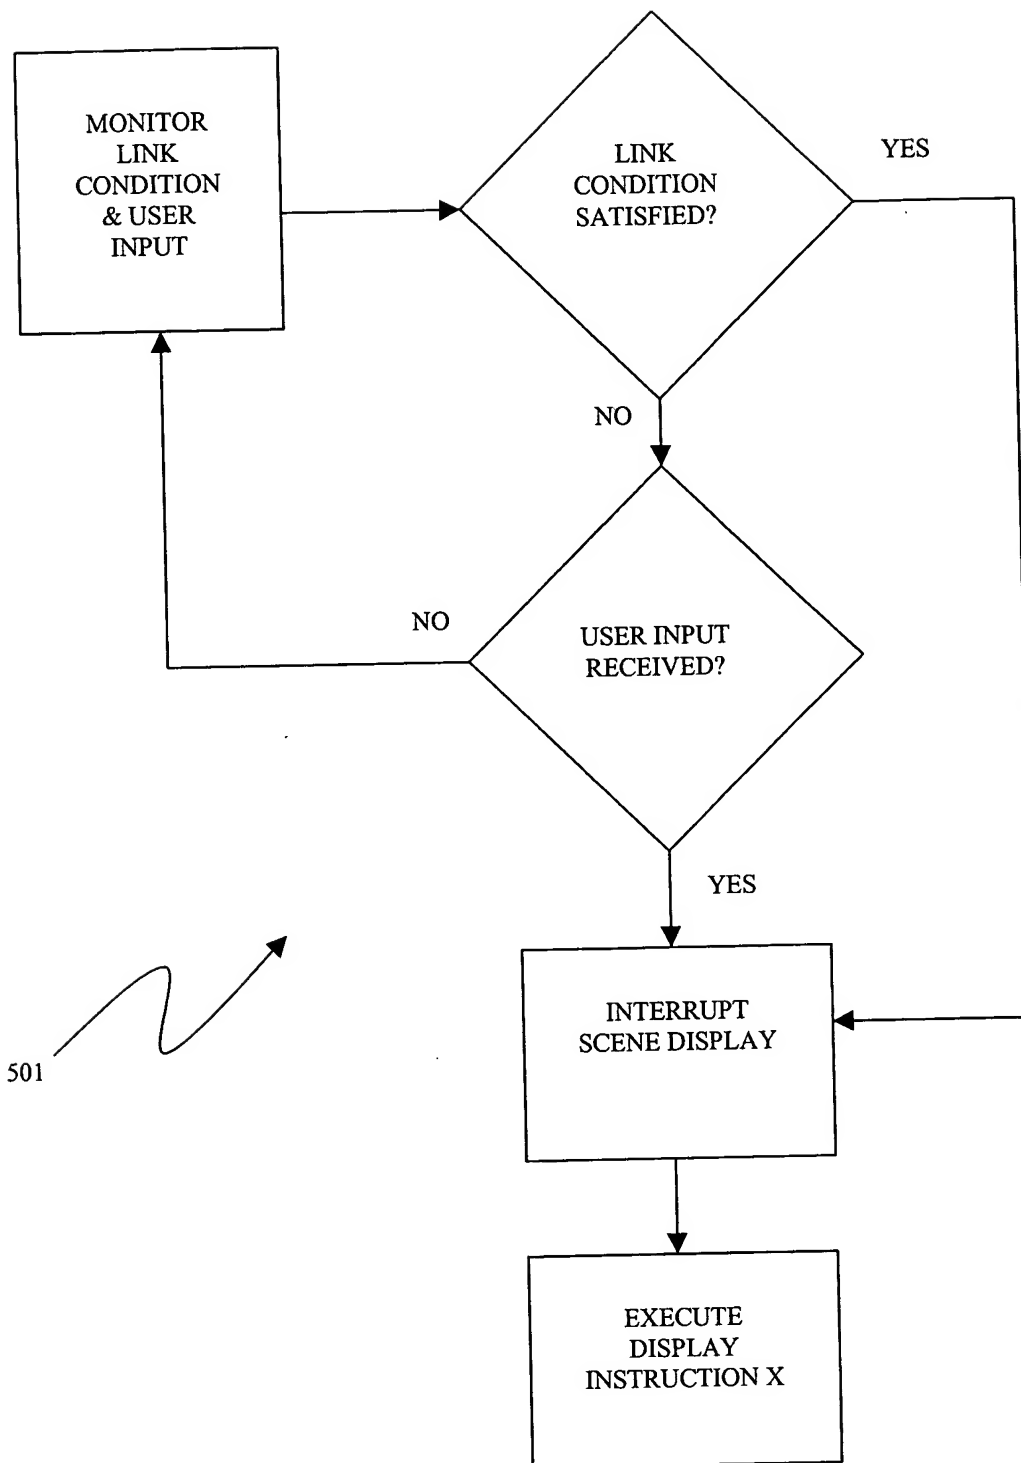 MONITOR
LINK
CONDITION
& USER
INPUT
LINK
CONDITION
SATISFIED?
YES
NO
USER INPUT
RECEIVED?
NO
YES
INTERRUPT
SCENE DISPLAY
501
EXECUTE
DISPLAY
INSTRUCTION X